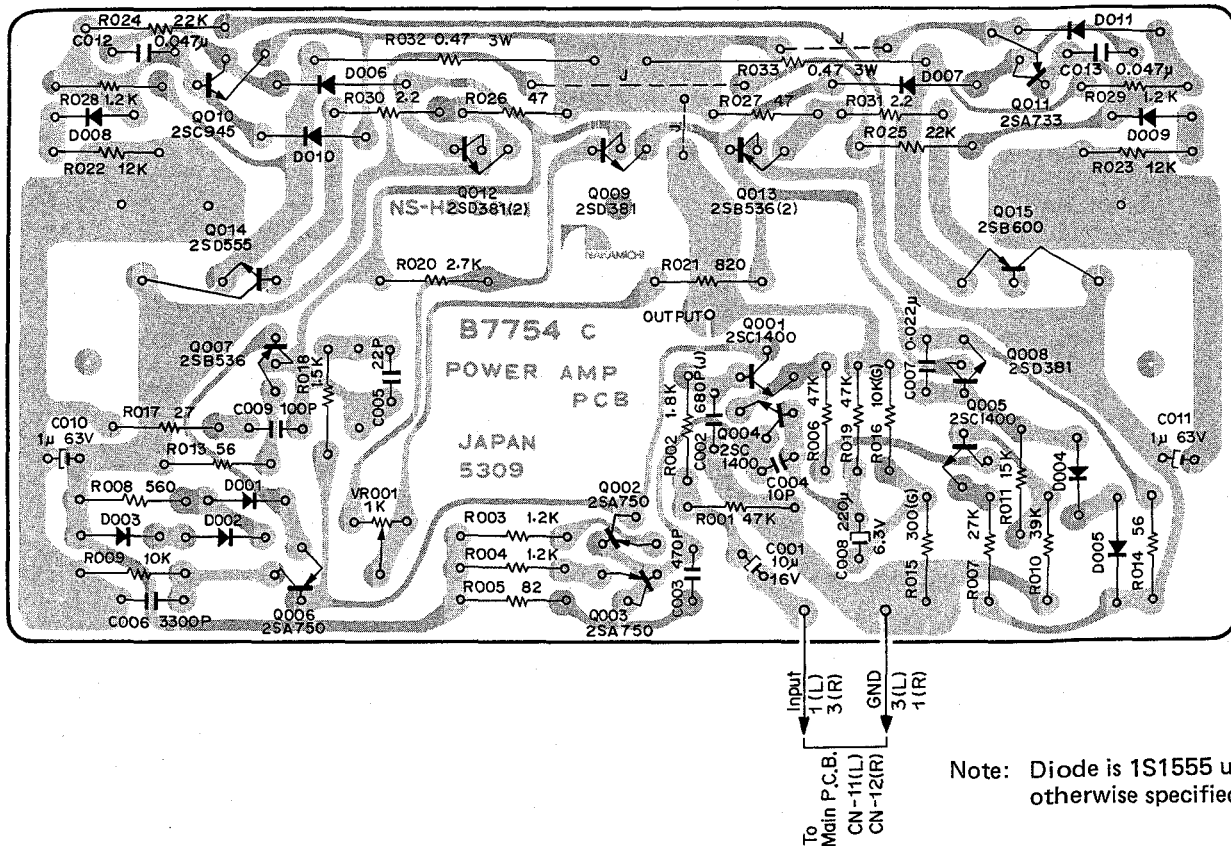 R024 22K
C012 0.047μ
R032 0.47 3W
J
R033 0.47 3W
D011
C013 0.047μ
D006
J
D007
R028 1.2K
R030 2.2
R026 47
R027 47
R031 2.2
R029 1.2K
D008
Q010
2SC945
D010
J
R025 22K
Q011
2SA733
D009
R022 12K
R023 12K
Q012
2SD381(2)
Q009
2SD381
Q013
2SB536(2)
NS-H
NAKAMICHI
Q014
2SD555
Q015
2SB600
R020 2.7K
R021 820
OUTPUT
B7754 C
POWER AMP
PCB
JAPAN
5309
Q007
2SB536
R018
1.5K
C005 22P
Q001
2SC1400
C007 0.022μ
Q008
2SD381
R017 27
C009 100P
C010
1μ 63V
R013 56
R002 1.8K
C002 680P(J)
Q004
2SC
1400
R006 47K
R019 47K
R016 10K(G)
Q005
2SC1400
C011
1μ 63V
R008 560
D001
VR001
1K
Q002
2SA750
C004
10P
R011 15K
D004
D003
D002
R003 1.2K
R001 47K
C008 220μ
6.3V
R015 300(G)
R007 27K
R010 39K
D005
R014 56
R009 10K
R004 1.2K
C003 470P
C001
10μ
16V
R005 82
C006 3300P
Q006
2SA750
Q003
2SA750
Input
1(L)
3(R)
GND
3(L)
1(R)
To
Main P.C.B.
CN-11(L)
CN-12(R)
Note: Diode is 1S1555 u
otherwise specified